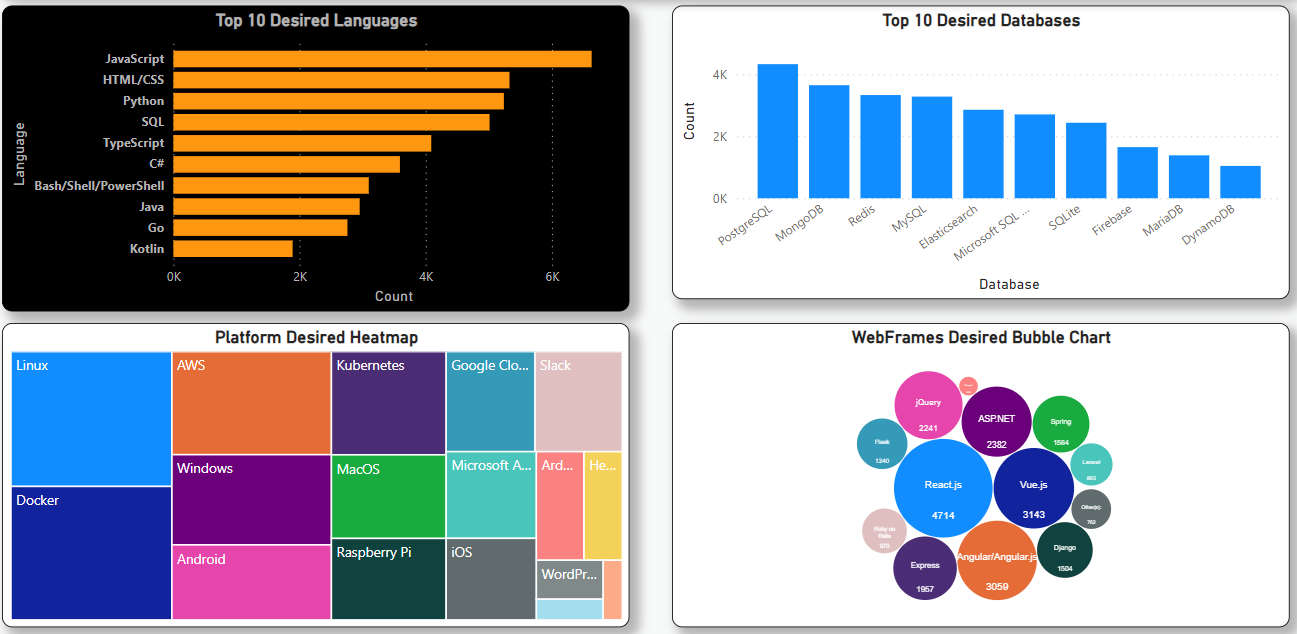 Top 10 Desired Languages
Language
JavaScript
HTML/CSS
Python
SQL
TypeScript
C#
Bash/Shell/PowerShell
Java
Go
Kotlin
0K 2K 4K 6K
Count
Top 10 Desired Databases
Count
4K
2K
0K
PostgreSQL
MongoDB
Redis
MySQL
Elasticsearch
Microsoft SQL ...
SQLite
Firebase
MariaDB
DynamoDB
Database
Platform Desired Heatmap
Linux
Docker
AWS
Windows
Android
Kubernetes
MacOS
Raspberry Pi
Google Clo...
Microsoft A...
iOS
Slack
Ard...
He...
WordPr...
WebFrames Desired Bubble Chart
jQuery
2241
ASP.NET
2382
Spring
1564
Flask
1240
React.js
4714
Vue.js
3143
Laravel
863
Other(s):
762
Ruby on
Rails
970
Express
1957
Angular/Angular.js
3059
Django
1504